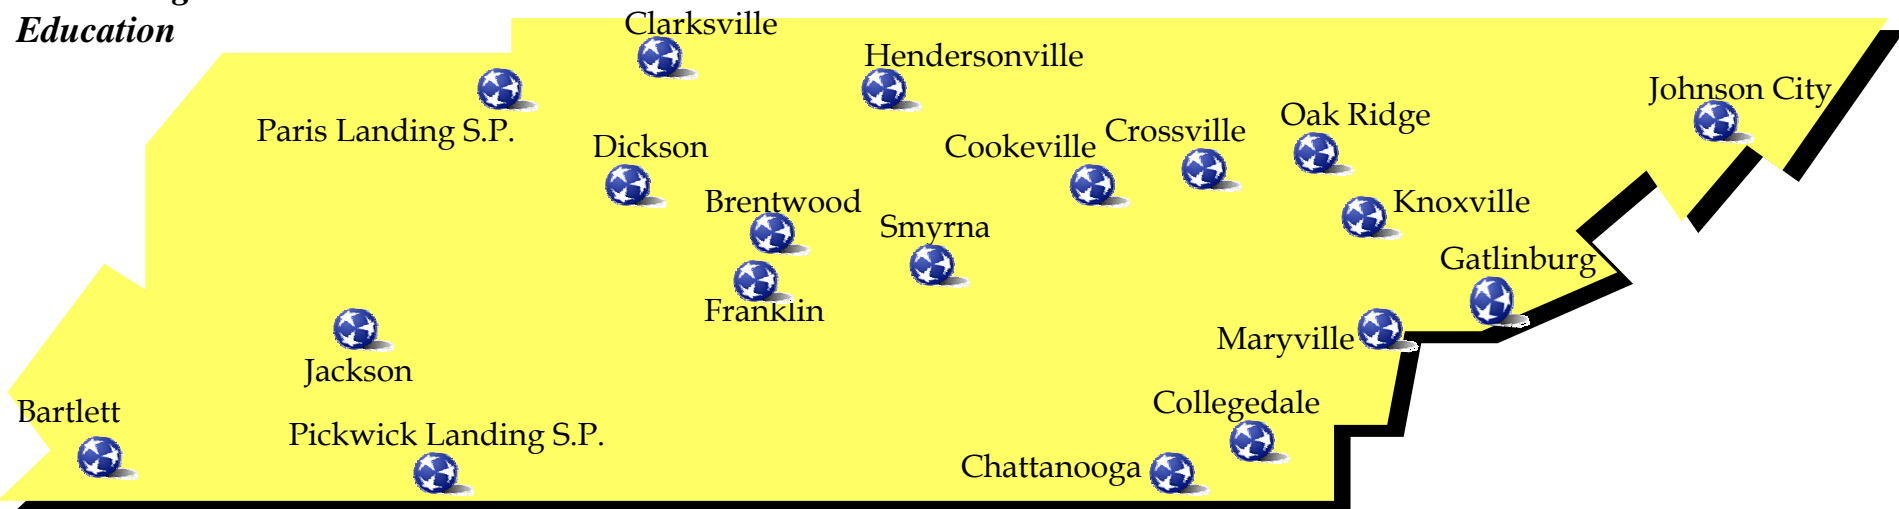 Education
Clarksville
Hendersonville
Johnson City
Paris Landing S.P.
Oak Ridge
Dickson
Cookeville
Crossville
Brentwood
Knoxville
Smyrna
Gatlinburg
Franklin
Maryville
Jackson
Bartlett
Collegedale
Pickwick Landing S.P.
Chattanooga